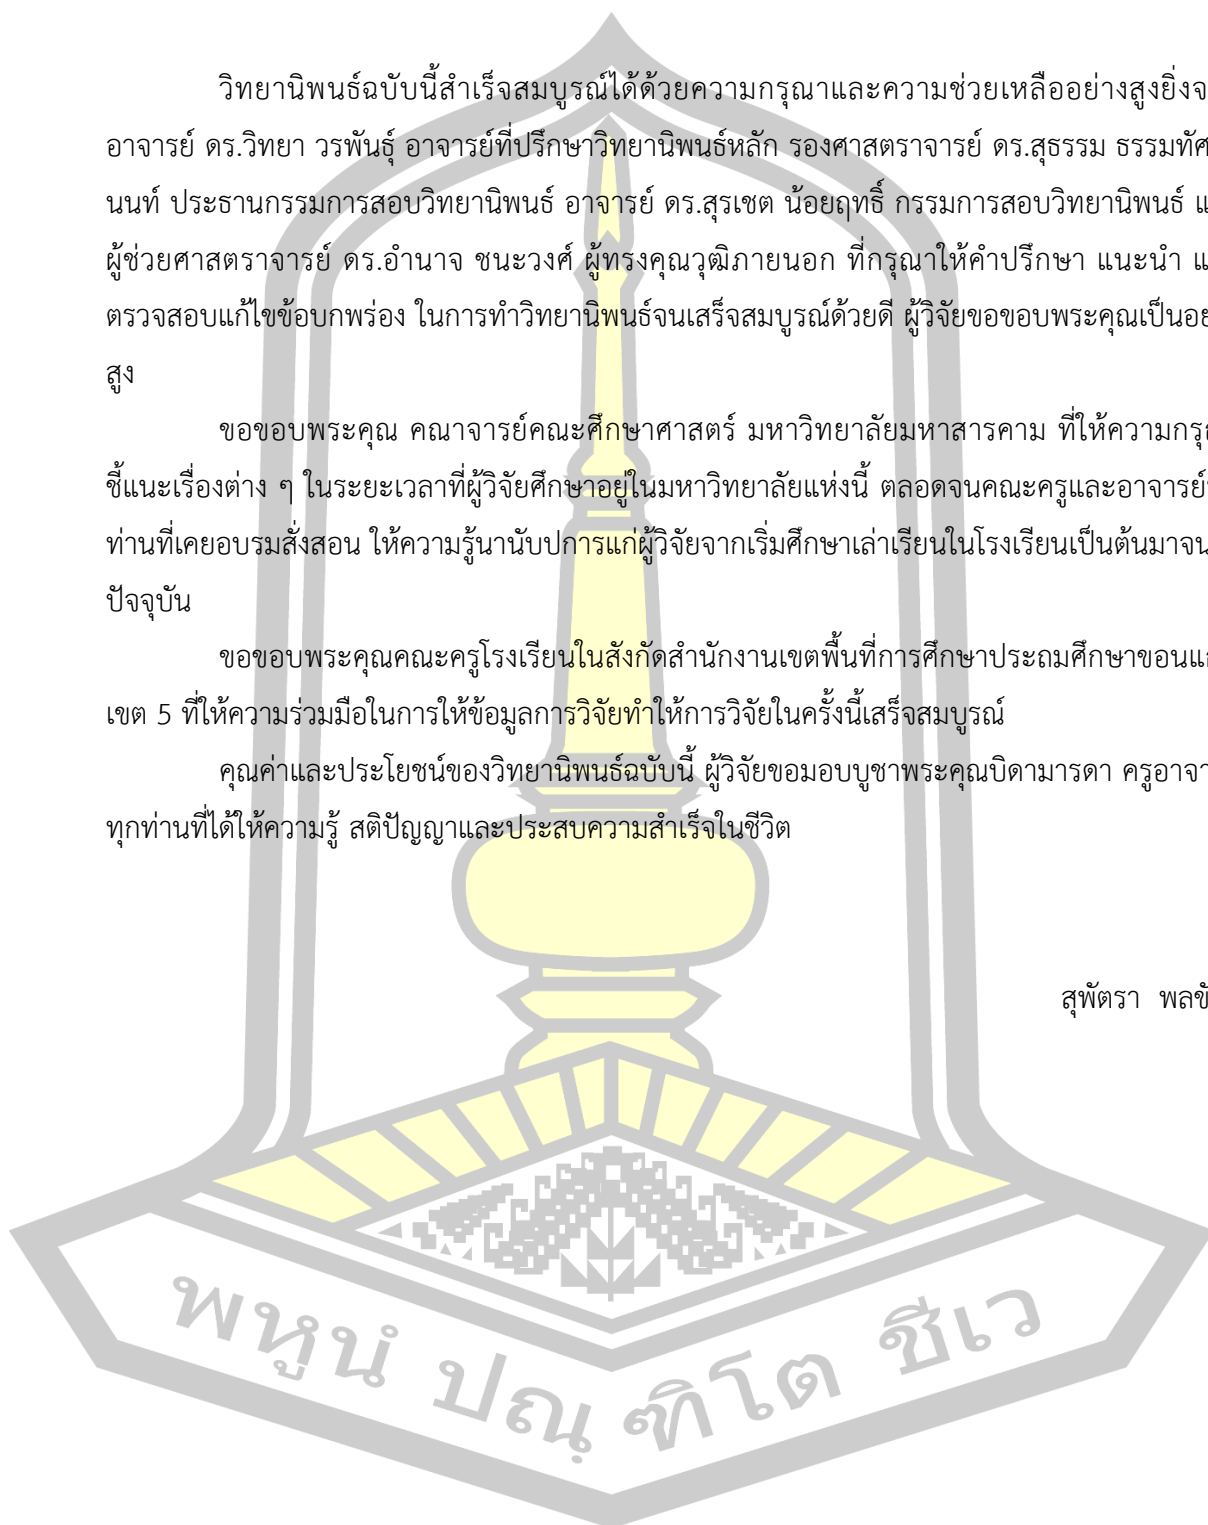 วิทยานิพนธ์ฉบับนี้สำเร็จสมบูรณ์ได้ด้วยความกรุณาและความช่วยเหลืออย่างสูงยิ่งจ
อาจารย์ ดร.วิทยา วรพันธุ์ อาจารย์ที่ปรึกษาวิทยานิพนธ์หลัก รองศาสตราจารย์ ดร.สุธรรม ธรรมทัศ
นนท์ ประธานกรรมการสอบวิทยานิพนธ์ อาจารย์ ดร.สุรเชต น้อยฤทธิ์ กรรมการสอบวิทยานิพนธ์ แ
ผู้ช่วยศาสตราจารย์ ดร.อำนาจ ชนะวงศ์ ผู้ทรงคุณวุฒิภายนอก ที่กรุณาให้คำปรึกษา แนะนำ แ
ตรวจสอบแก้ไขข้อบกพร่อง ในการทำวิทยานิพนธ์จนเสร็จสมบูรณ์ด้วยดี ผู้วิจัยขอขอบพระคุณเป็นอย
สูง
ขอขอบพระคุณ คณาจารย์คณะศึกษาศาสตร์ มหาวิทยาลัยมหาสารคาม ที่ให้ความกรุ
ชี้แนะเรื่องต่าง ๆ ในระยะเวลาที่ผู้วิจัยศึกษาอยู่ในมหาวิทยาลัยแห่งนี้ ตลอดจนคณะครูและอาจารย์
ท่านที่เคยอบรมสั่งสอน ให้ความรู้นานัปการแก่ผู้วิจัยจากเริ่มศึกษาเล่าเรียนในโรงเรียนเป็นต้นมาจน
ปัจจุบัน
ขอขอบพระคุณคณะครูโรงเรียนในสังกัดสำนักงานเขตพื้นที่การศึกษาประถมศึกษาขอนแก
เขต 5 ที่ให้ความร่วมมือในการให้ข้อมูลการวิจัยทำให้การวิจัยในครั้งนี้เสร็จสมบูรณ์
คุณค่าและประโยชน์ของวิทยานิพนธ์ฉบับนี้ ผู้วิจัยขอมอบบูชาพระคุณบิดามารดา ครูอาจา
ทุกท่านที่ได้ให้ความรู้ สติปัญญาและประสบความสำเร็จในชีวิต
สุพัตรา พลข
พหูนํ ปณฺฑิโต ชีเว